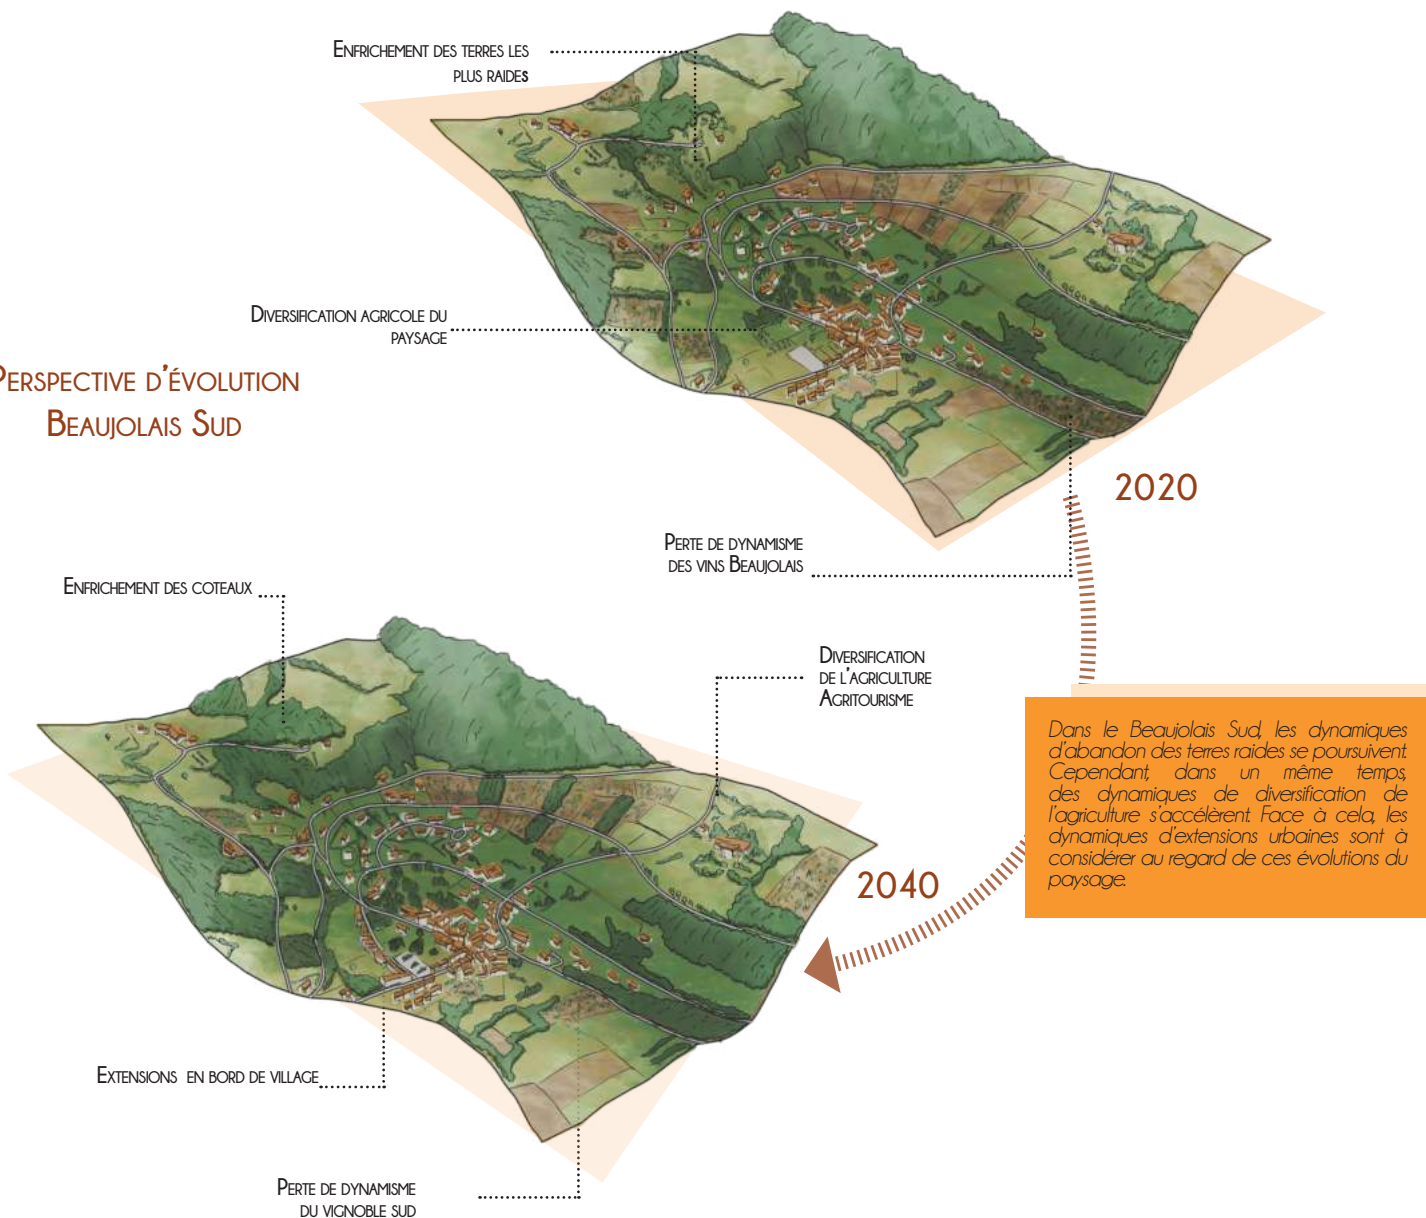 Enfrichement des terres les
plus raides
Diversification agricole du
paysage
Perspective d'évolution
Beaujolais Sud
2020
Perte de dynamisme
des vins Beaujolais
Enfrichement des coteaux
Diversification
de l'agriculture
Agritourisme
Dans le Beaujolais Sud, les dynamiques
d'abandon des terres raides se poursuivent.
Cependant, dans un même temps,
des dynamiques de diversification de
l'agriculture s'accélèrent. Face à cela, les
dynamiques d'extensions urbaines sont à
considérer au regard de ces évolutions du
paysage.
2040
Extensions en bord de village
Perte de dynamisme
du vignoble sud